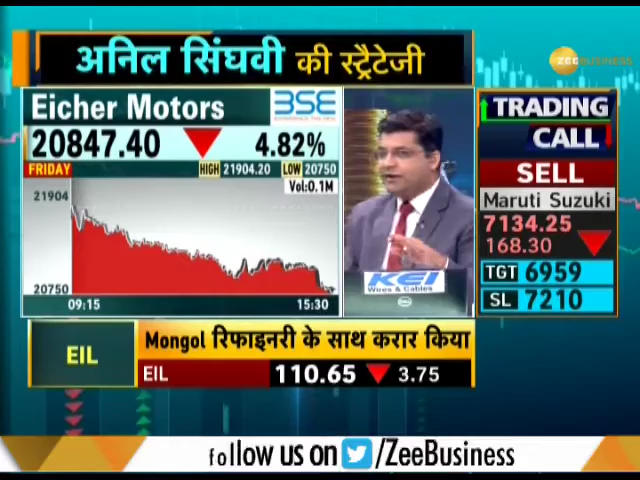 अनिल सिंघवी की स्ट्रैटेजी
ZEEBUSINESS
Eicher Motors
BSE
20847.40 4.82%
FRIDAY HIGH 21904.20 LOW 20750
Vol:0.1M
21904
20750
09:15 15:30
KEI
Wires & Cables
TRADING
CALL
SELL
Maruti Suzuki
7134.25
168.30
TGT 6959
SL 7210
EIL
Mongol रिफाइनरी के साथ करार किया
EIL 110.65 3.75
follow us on /ZeeBusiness